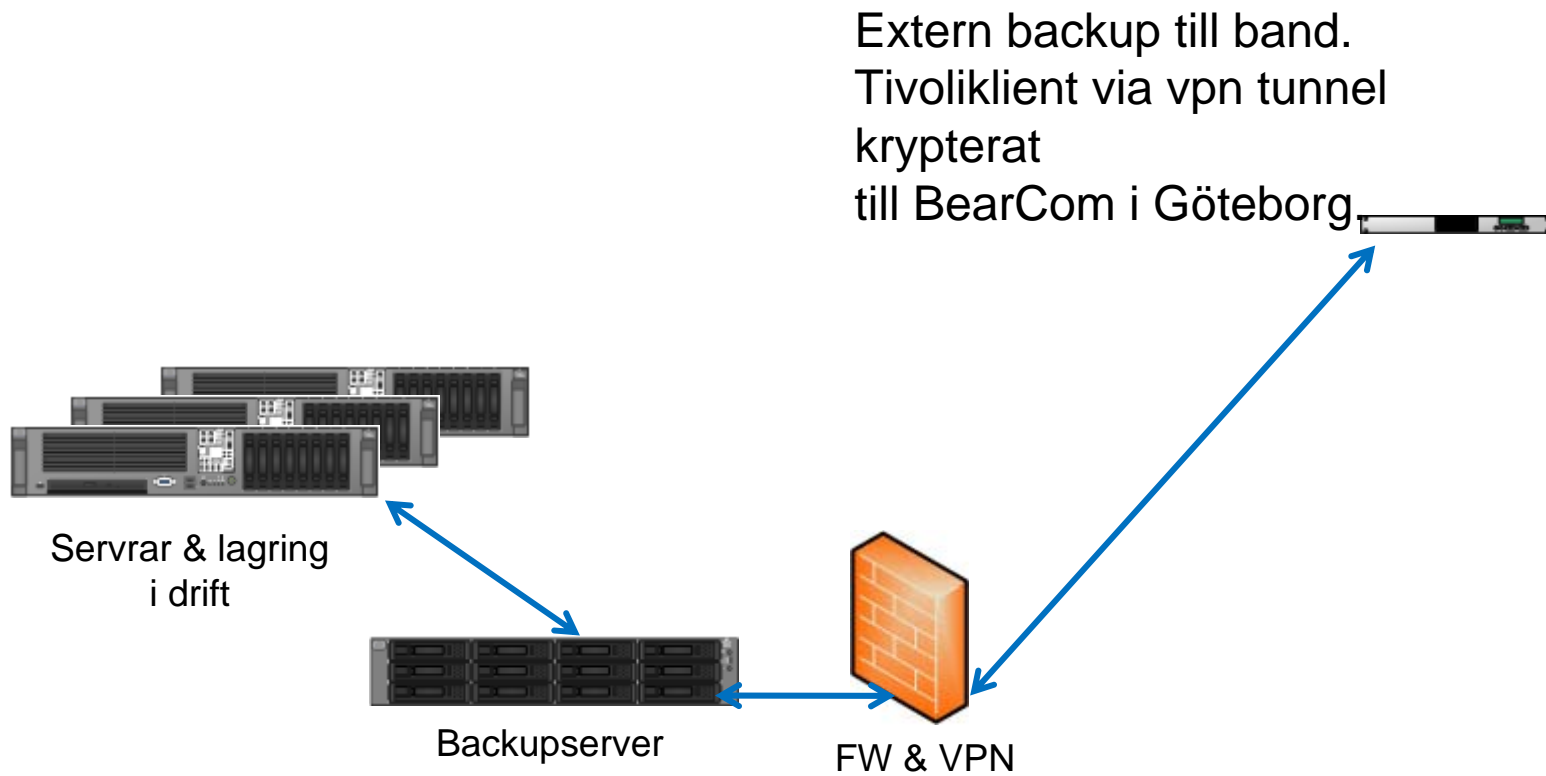 Extern backup till band.
Tivoliklient via vpn tunnel
krypterat
till BearCom i Göteborg.
Servrar & lagring
i drift
Backupserver
FW & VPN